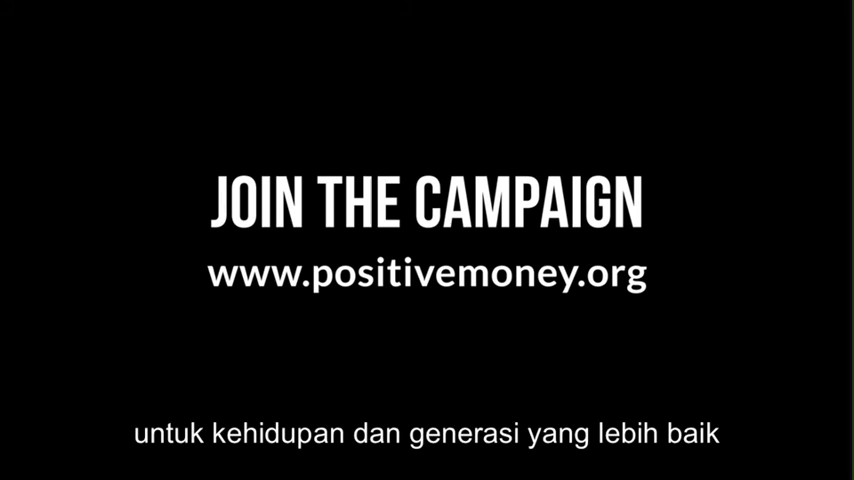 JOIN THE CAMPAIGN
www.positivemoney.org
untuk kehidupan dan generasi yang lebih baik